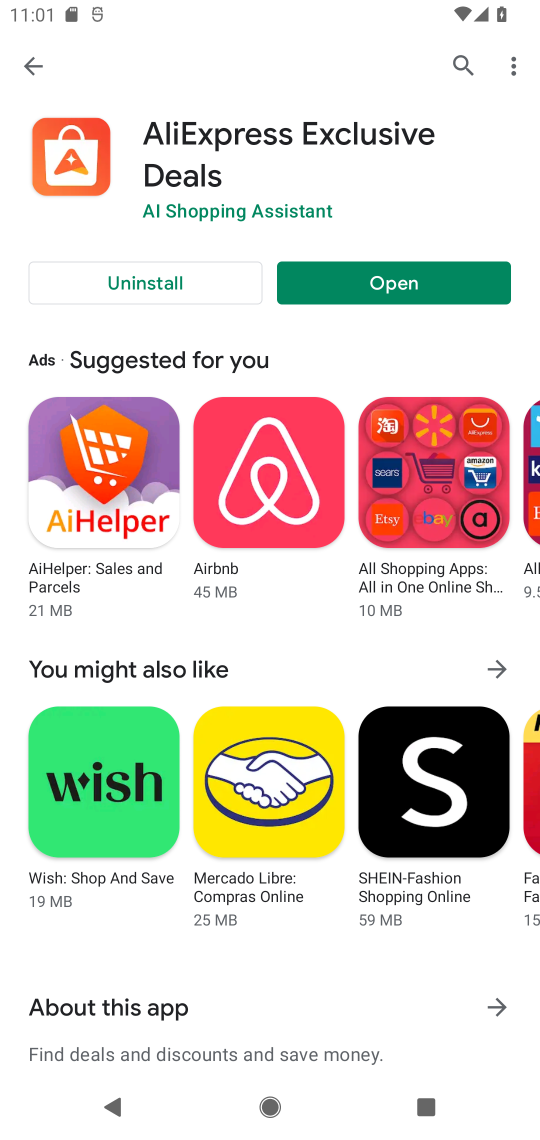 11:01
AliExpress Exclusive
Deals
AI Shopping Assistant
Uninstall
Open
Ads · Suggested for you
AiHelper
sears
AliExpress
amazon
Etsy
ebay
a
AiHelper: Sales and
Parcels
21 MB
Airbnb
45 MB
All Shopping Apps:
All in One Online Sh…
10 MB
All
9.5
You might also like
wish
S
Wish: Shop And Save
19 MB
Mercado Libre:
Compras Online
25 MB
SHEIN-Fashion
Shopping Online
59 MB
Fa
Fa
15
About this app
Find deals and discounts and save money.